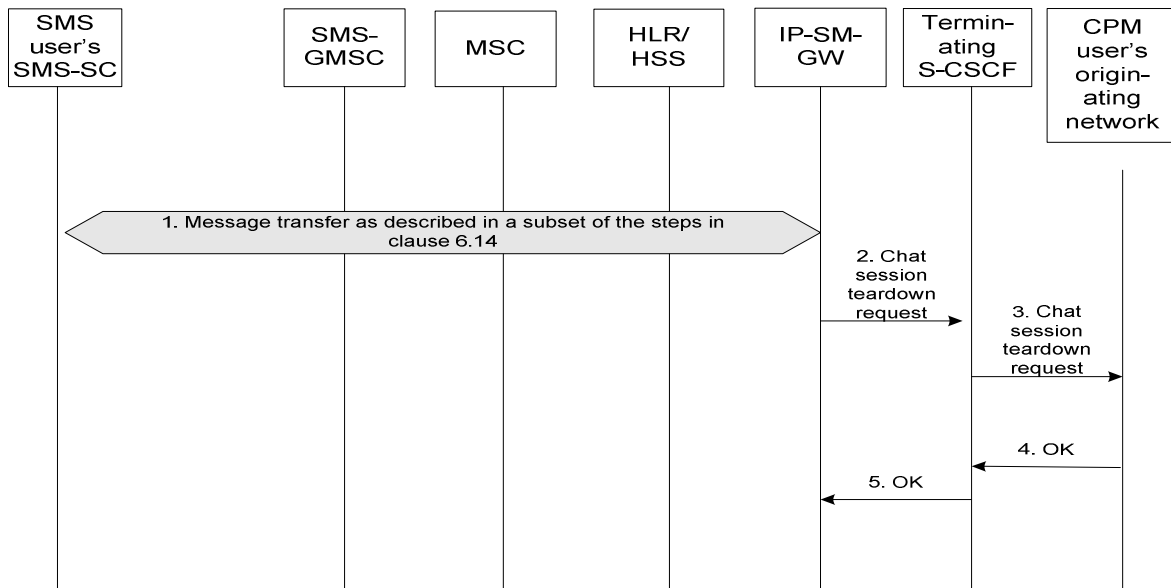 SMS
user's
SMS-SC
SMS-
GMSC
MSC
HLR/
HSS
IP-SM-
GW
Termin-
ating
S-CSCF
CPM
user's
origin-
ating
network
1. Message transfer as described in a subset of the steps in
clause 6.14
2. Chat
session
teardown
request
3. Chat
session
teardown
request
4. OK
5. OK